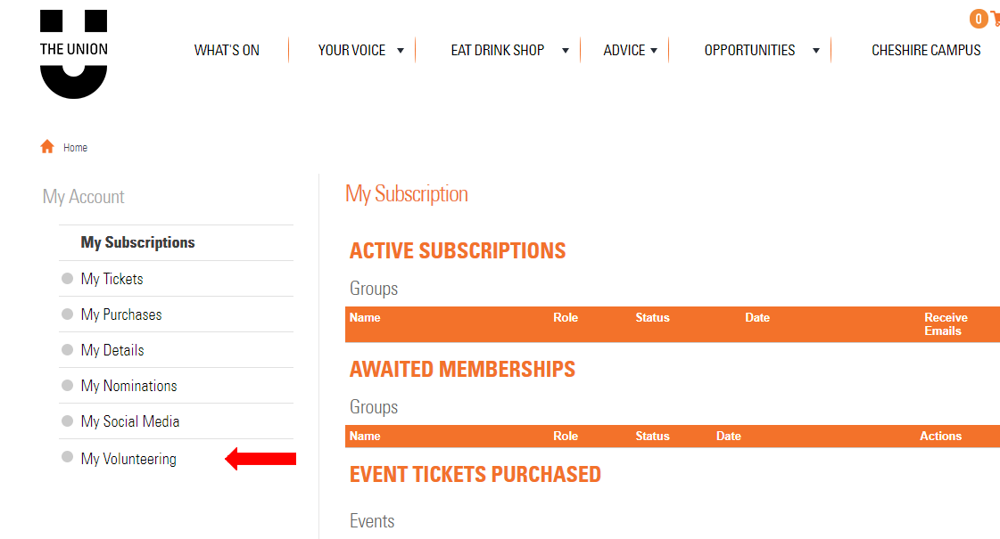 0
THE UNION
WHAT'S ON
YOUR VOICE
EAT DRINK SHOP
ADVICE
OPPORTUNITIES
CHESHIRE CAMPUS
Home
My Account
My Subscriptions
My Tickets
My Purchases
My Details
My Nominations
My Social Media
My Volunteering
My Subscription
ACTIVE SUBSCRIPTIONS
Groups
Name Role Status Date Receive
Emails
AWAITED MEMBERSHIPS
Groups
Name Role Status Date Actions
EVENT TICKETS PURCHASED
Events